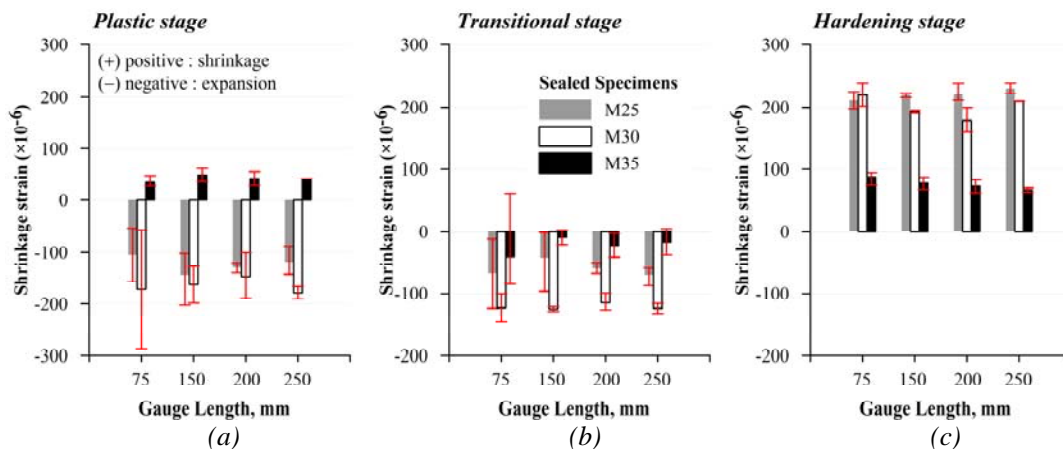 Plastic stage
300
(+) positive : shrinkage
(−) negative : expansion
200
100
0
-100
-200
-300
75 150 200 250
Gauge Length, mm
Shrinkage strain (×10⁻⁶)
(a)
Transitional stage
300
Sealed Specimens
200
M25
M30
M35
100
0
-100
-200
75 150 200 250
Gauge Length, mm
Shrinkage strain (×10⁻⁶)
(b)
Hardening stage
300
200
100
0
-100
-200
75 150 200 250
Gauge Length, mm
Shrinkage strain (×10⁻⁶)
(c)